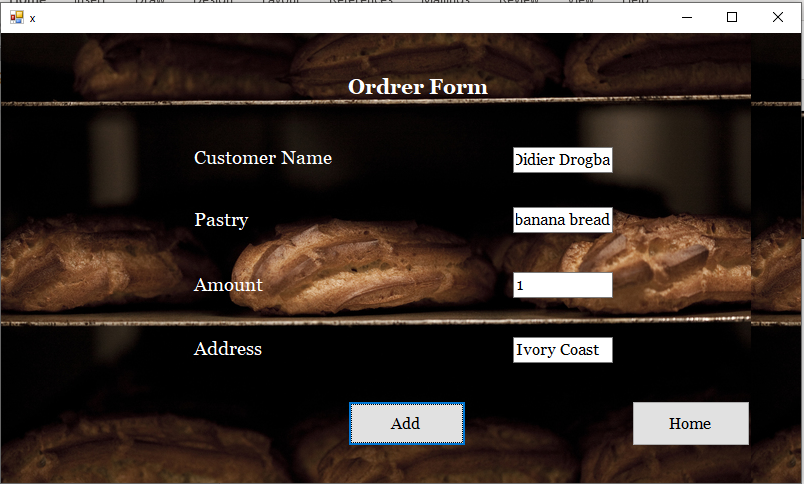 x
Ordrer Form
Customer Name
Didier Drogba
Pastry
banana bread
Amount
1
Address
Ivory Coast
Add
Home